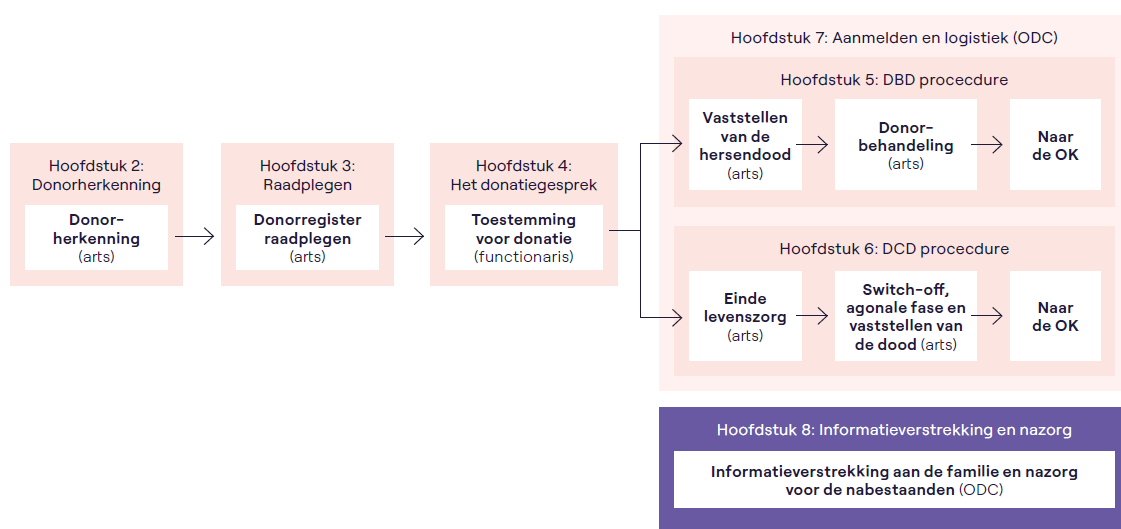 Hoofdstuk 2:
Donorherkenning
Donor-
herkenning
(arts)
Hoofdstuk 3:
Raadplegen
Donorregister
raadplegen
(arts)
Hoofdstuk 4:
Het donatiegesprek
Toestemming
voor donatie
(functionaris)
Hoofdstuk 7: Aanmelden en logistiek (ODC)
Hoofdstuk 5: DBD procecdure
Vaststellen
van de
hersendood
(arts)
Donor-
behandeling
(arts)
Naar
de OK
Hoofdstuk 6: DCD procecdure
Einde
levenszorg
(arts)
Switch-off,
agonale fase en
vaststellen van
de dood (arts)
Naar
de OK
Hoofdstuk 8: Informatieverstrekking en nazorg
Informatieverstrekking aan de familie en nazorg
voor de nabestaanden (ODC)